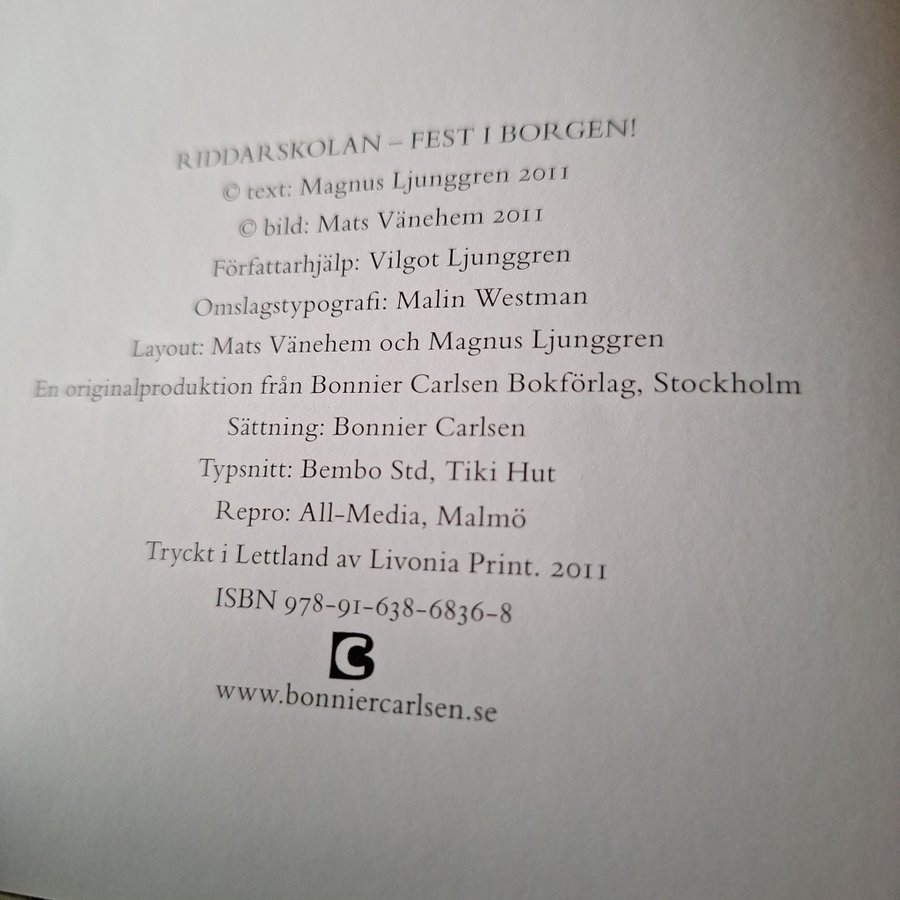 RIDDARSKOLAN – FEST I BORGEN!
© text: Magnus Ljunggren 2011
© bild: Mats Vänehem 2011
Författarhjälp: Vilgot Ljunggren
Omslagstypografi: Malin Westman
Layout: Mats Vänehem och Magnus Ljunggren
En originalproduktion från Bonnier Carlsen Bokförlag, Stockholm
Sättning: Bonnier Carlsen
Typsnitt: Bembo Std, Tiki Hut
Repro: All-Media, Malmö
Tryckt i Lettland av Livonia Print. 2011
ISBN 978-91-638-6836-8
BC
www.bonniercarlsen.se